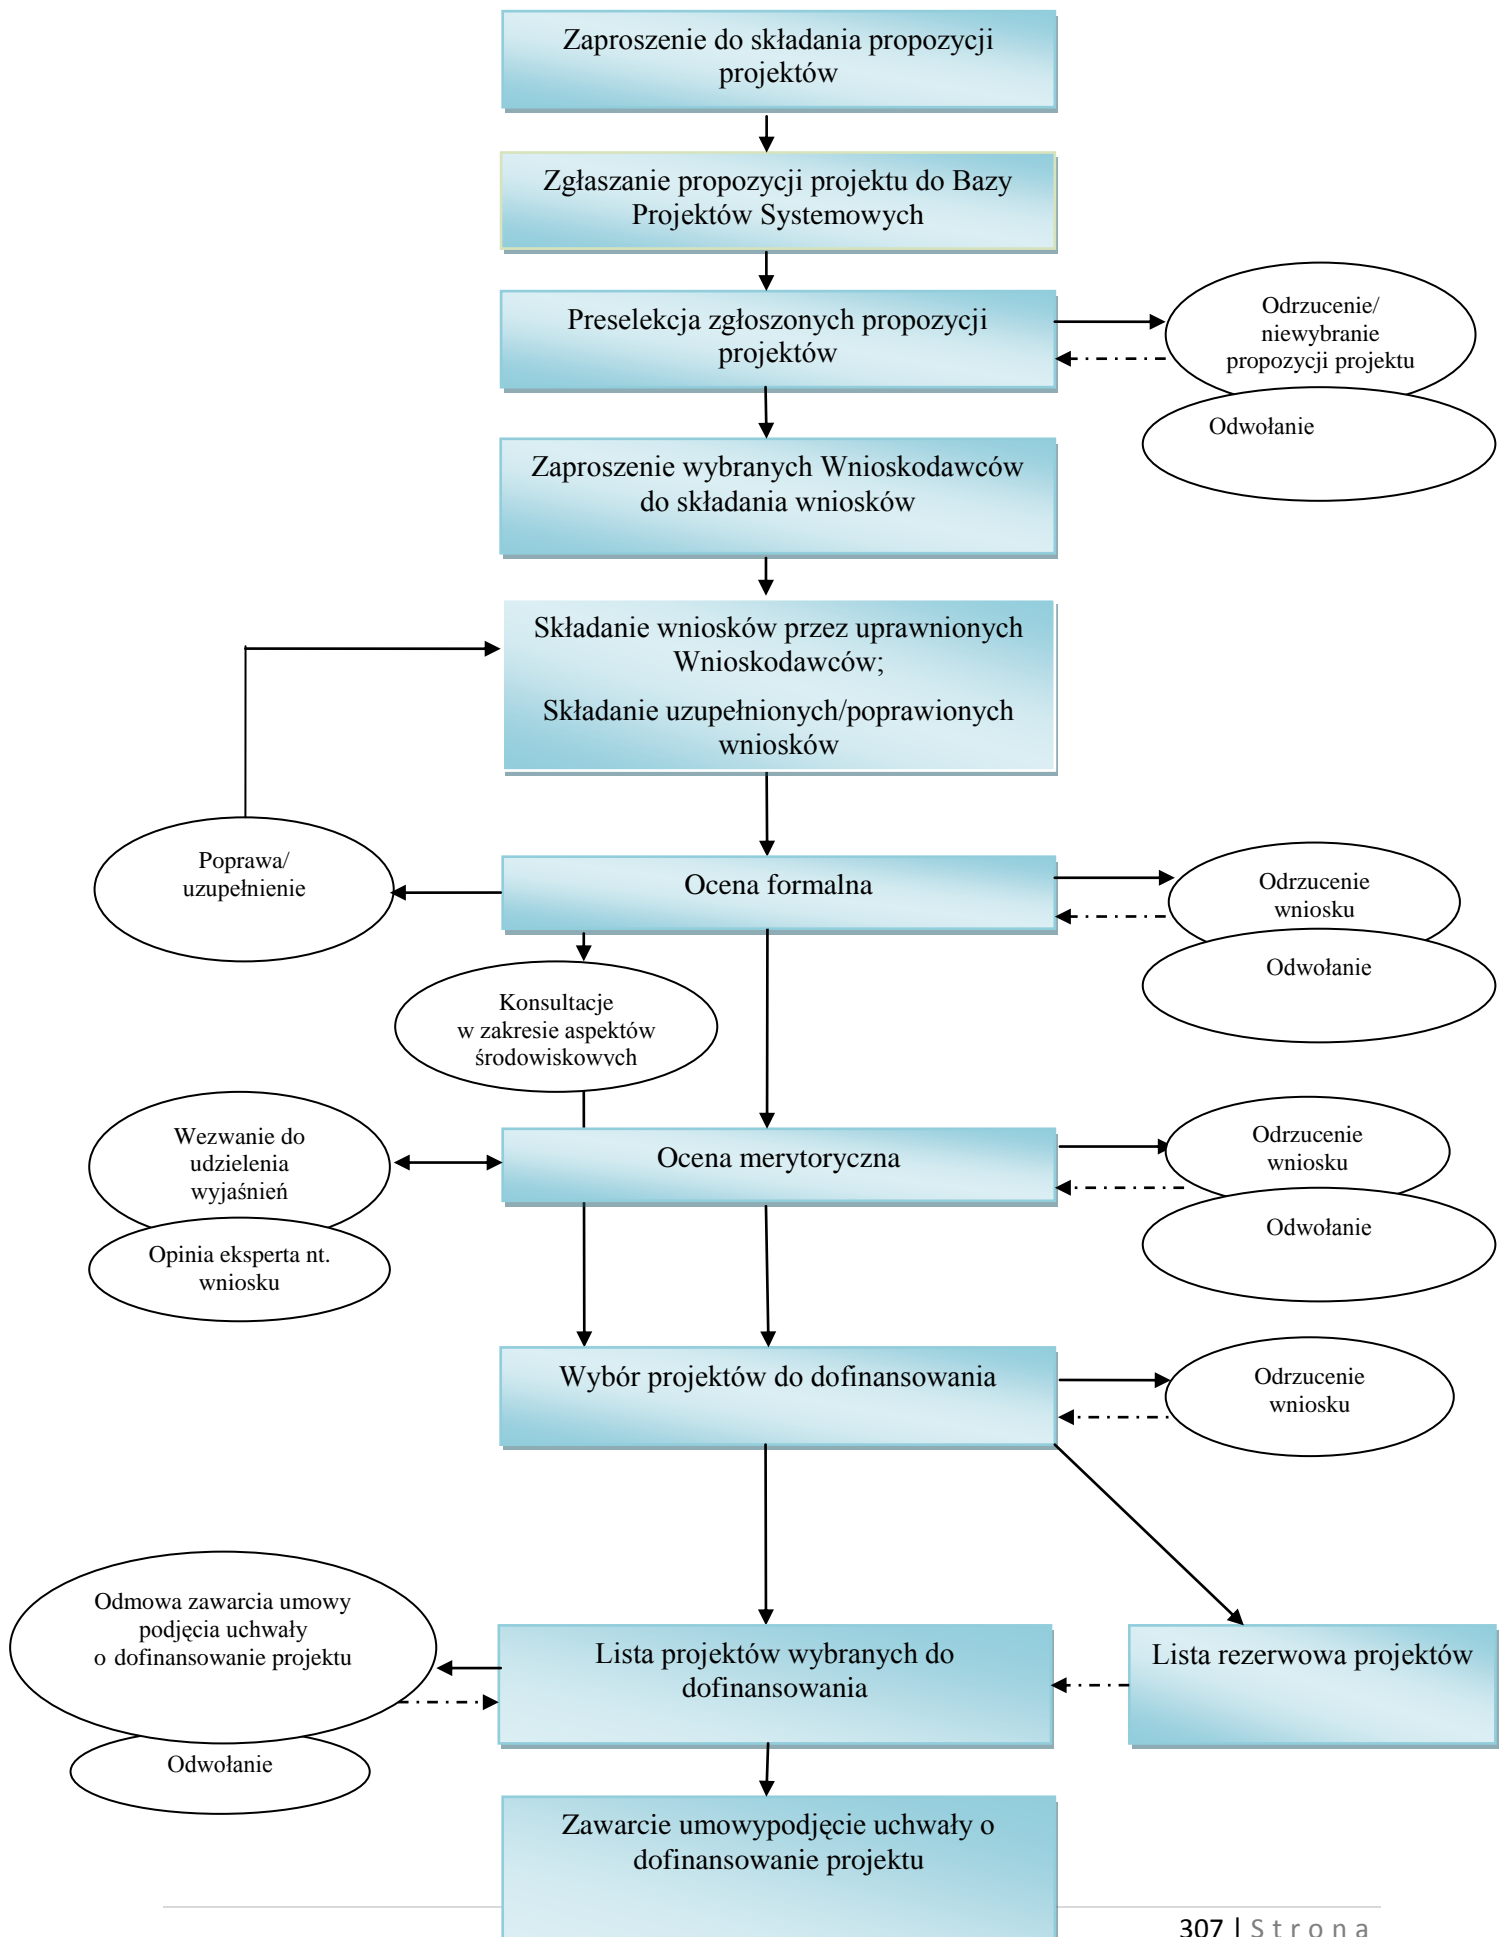 Zaproszenie do składania propozycji
projektów
Zgłaszanie propozycji projektu do Bazy
Projektów Systemowych
Preselekcja zgłoszonych propozycji
projektów
Odrzucenie/
niewybranie
propozycji projektu
Odwołanie
Zaproszenie wybranych Wnioskodawców
do składania wniosków
Składanie wniosków przez uprawnionych
Wnioskodawców;
Składanie uzupełnionych/poprawionych
wniosków
Poprawa/
uzupełnienie
Ocena formalna
Odrzucenie
wniosku
Odwołanie
Konsultacje
w zakresie aspektów
środowiskowych
Wezwanie do
udzielenia
wyjaśnień
Opinia eksperta nt.
wniosku
Ocena merytoryczna
Odrzucenie
wniosku
Odwołanie
Wybór projektów do dofinansowania
Odrzucenie
wniosku
Odmowa zawarcia umowy
podjęcia uchwały
o dofinansowanie projektu
Odwołanie
Lista projektów wybranych do
dofinansowania
Lista rezerwowa projektów
Zawarcie umowypodjęcie uchwały o
dofinansowanie projektu
307 | Strona